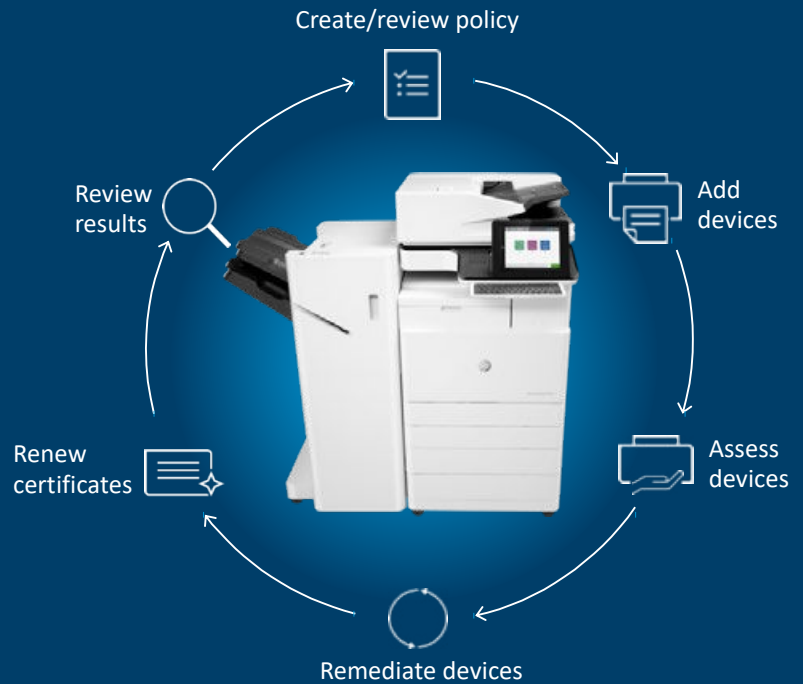 Create/review policy
Add
devices
Assess
devices
Remediate devices
Renew
certificates
Review
results